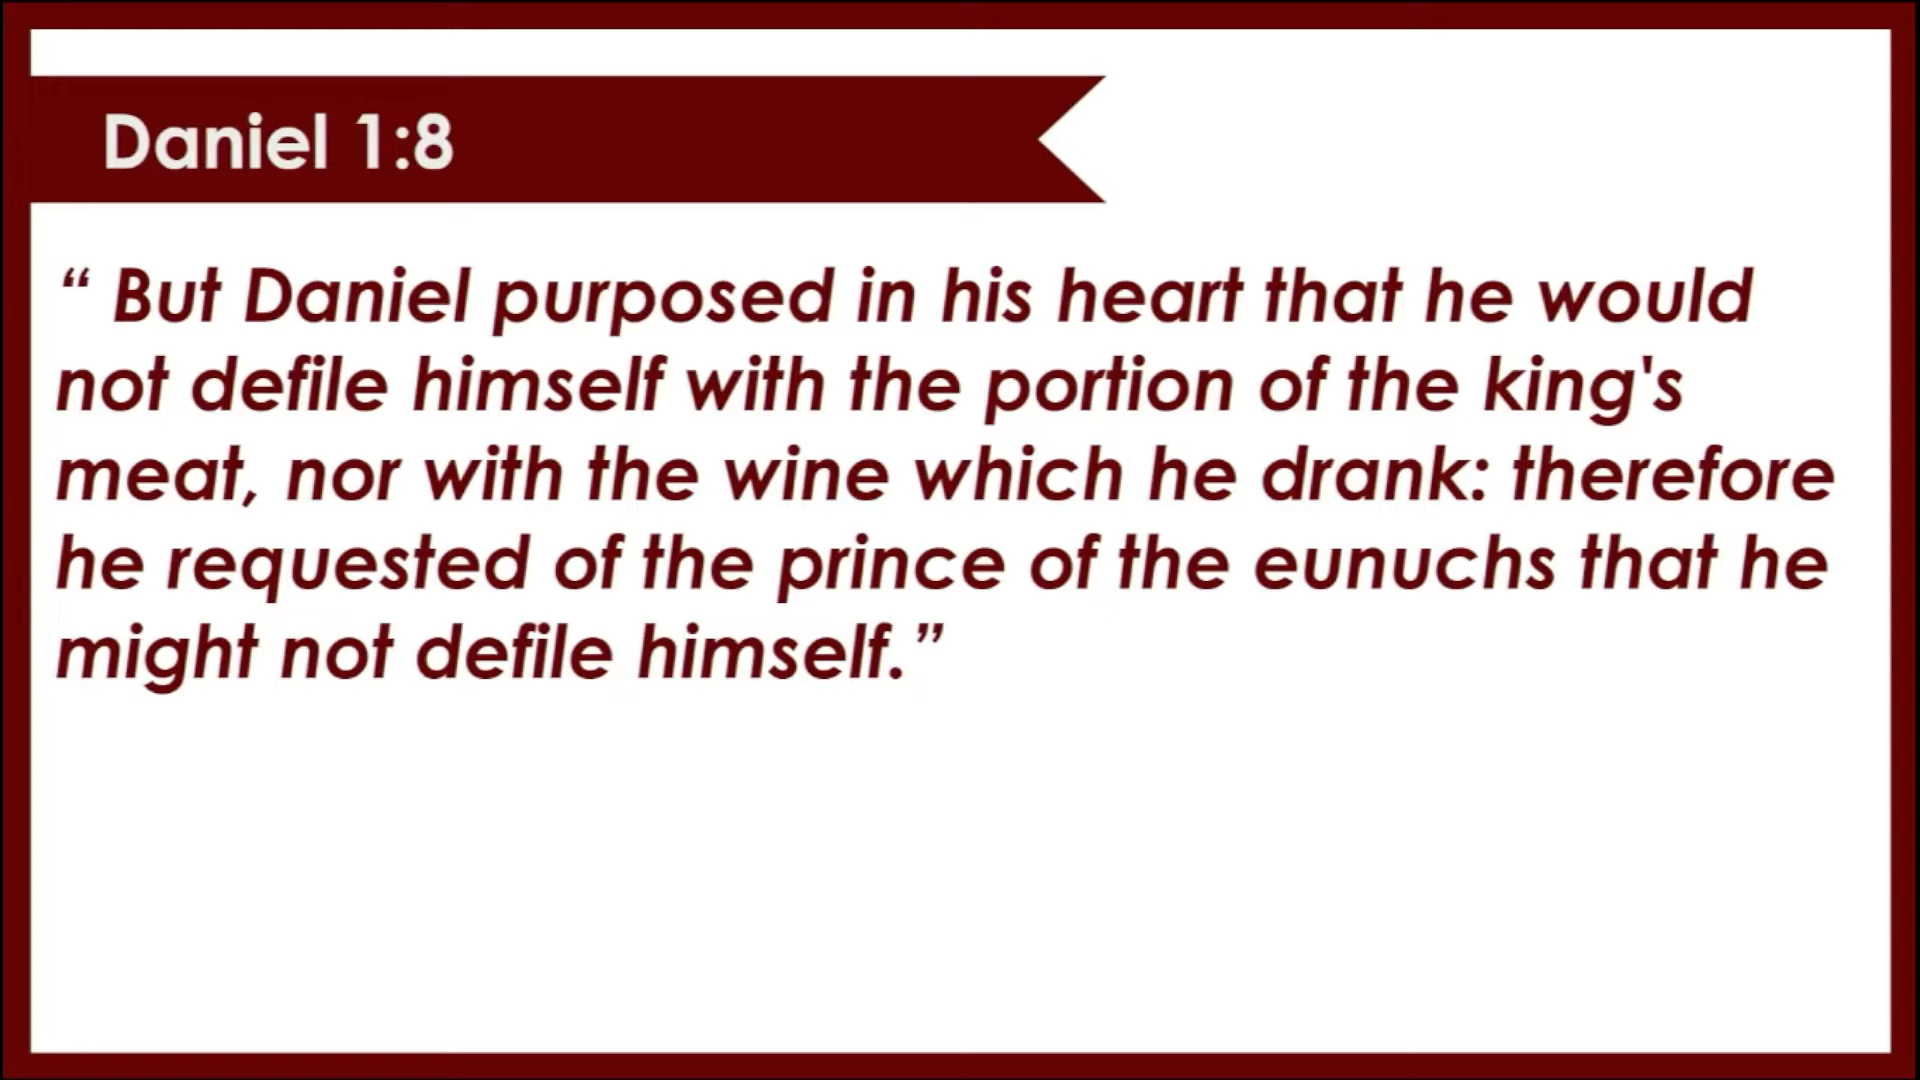 Daniel 1:8
“ But Daniel purposed in his heart that he would
not defile himself with the portion of the king's
meat, nor with the wine which he drank: therefore
he requested of the prince of the eunuchs that he
might not defile himself.”